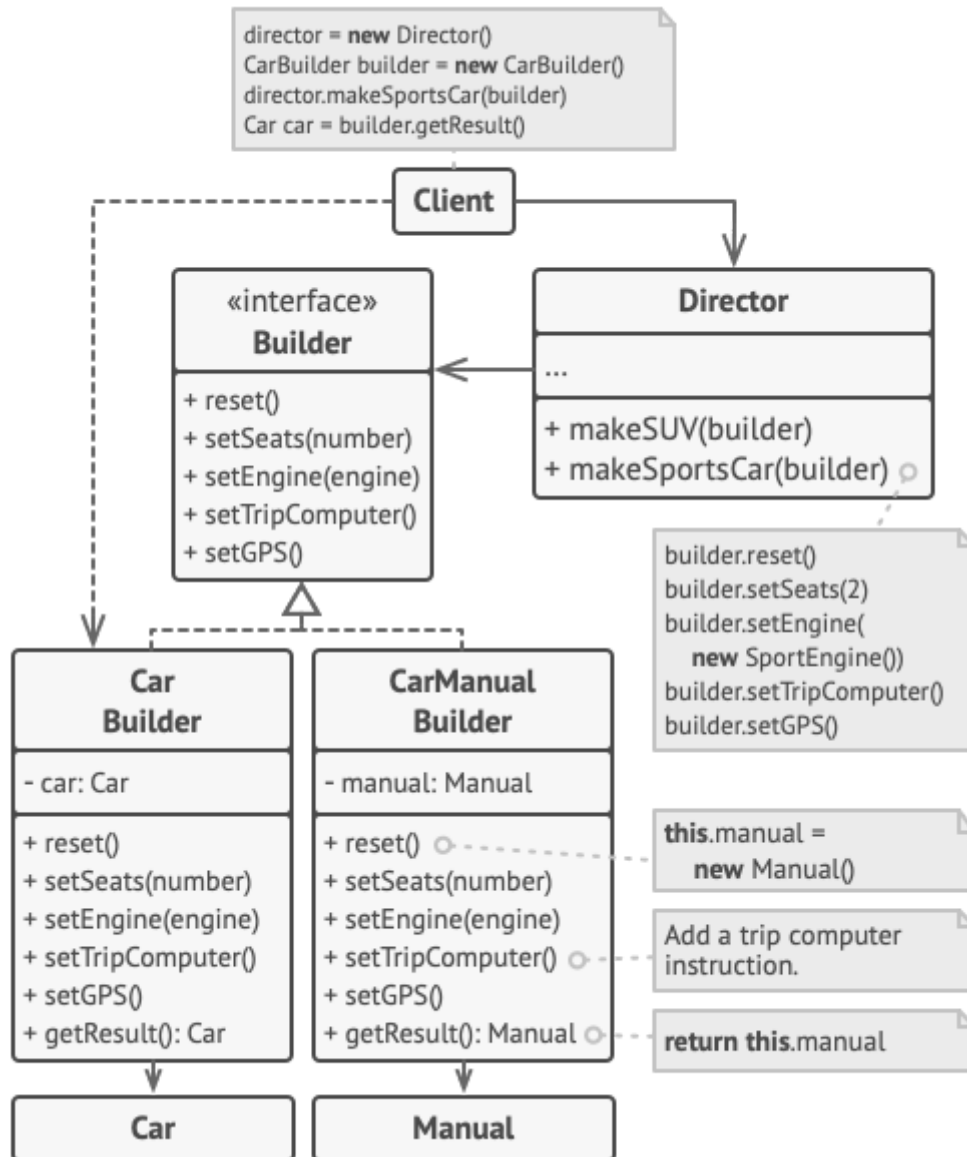 director = new Director()
CarBuilder builder = new CarBuilder()
director.makeSportsCar(builder)
Car car = builder.getResult()
Client
«interface»
Builder
+ reset()
+ setSeats(number)
+ setEngine(engine)
+ setTripComputer()
+ setGPS()
Director
...
+ makeSUV(builder)
+ makeSportsCar(builder)
builder.reset()
builder.setSeats(2)
builder.setEngine(
new SportEngine())
builder.setTripComputer()
builder.setGPS()
Car
Builder
- car: Car
+ reset()
+ setSeats(number)
+ setEngine(engine)
+ setTripComputer()
+ setGPS()
+ getResult(): Car
CarManual
Builder
- manual: Manual
+ reset()
+ setSeats(number)
+ setEngine(engine)
+ setTripComputer()
+ setGPS()
+ getResult(): Manual
this.manual =
new Manual()
Add a trip computer
instruction.
return this.manual
Car
Manual